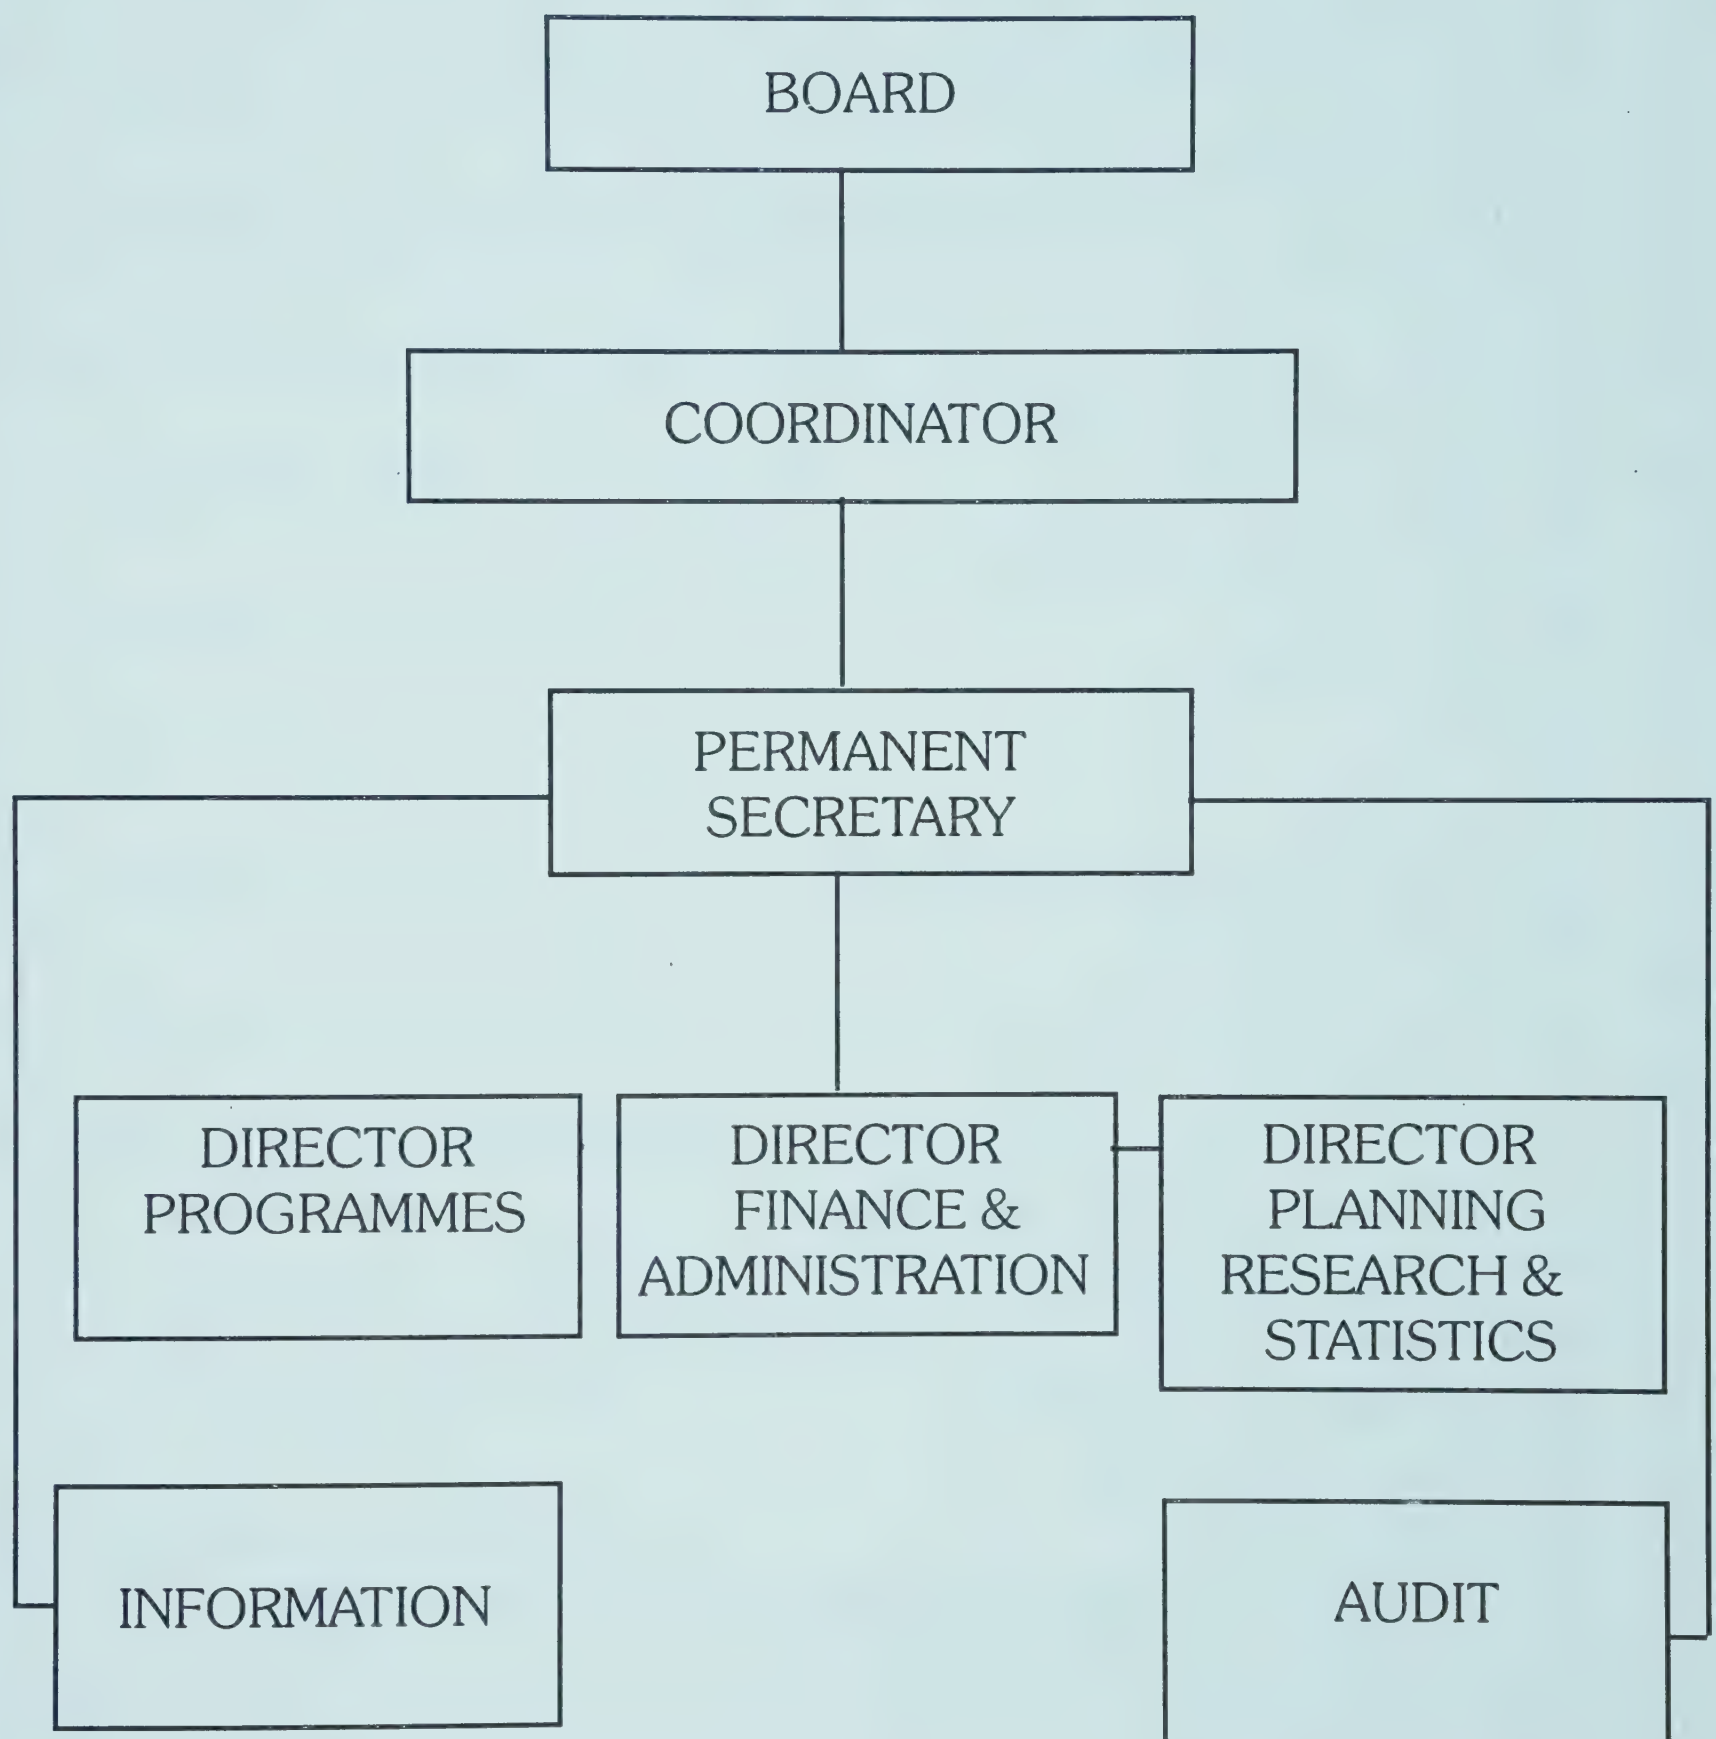 BOARD
COORDINATOR
PERMANENT
SECRETARY
DIRECTOR
PROGRAMMES
DIRECTOR
FINANCE &
ADMINISTRATION
DIRECTOR
PLANNING
RESEARCH &
STATISTICS
INFORMATION
AUDIT